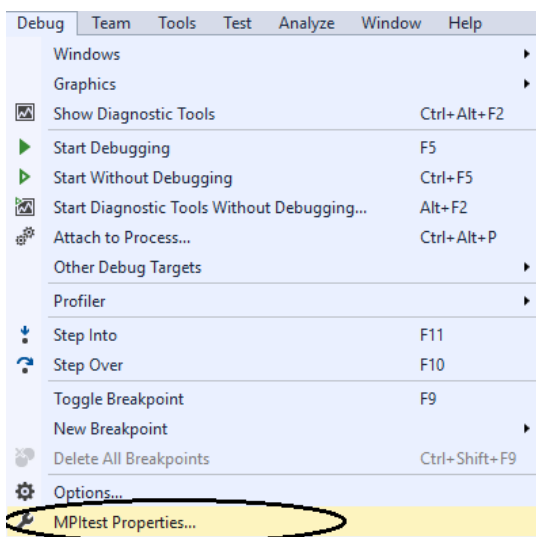 Debug Team Tools Test Analyze Window Help
Windows
Graphics
Show Diagnostic Tools Ctrl+Alt+F2
Start Debugging F5
Start Without Debugging Ctrl+F5
Start Diagnostic Tools Without Debugging... Alt+F2
Attach to Process... Ctrl+Alt+P
Other Debug Targets
Profiler
Step Into F11
Step Over F10
Toggle Breakpoint F9
New Breakpoint
Delete All Breakpoints Ctrl+Shift+F9
Options...
MPItest Properties...